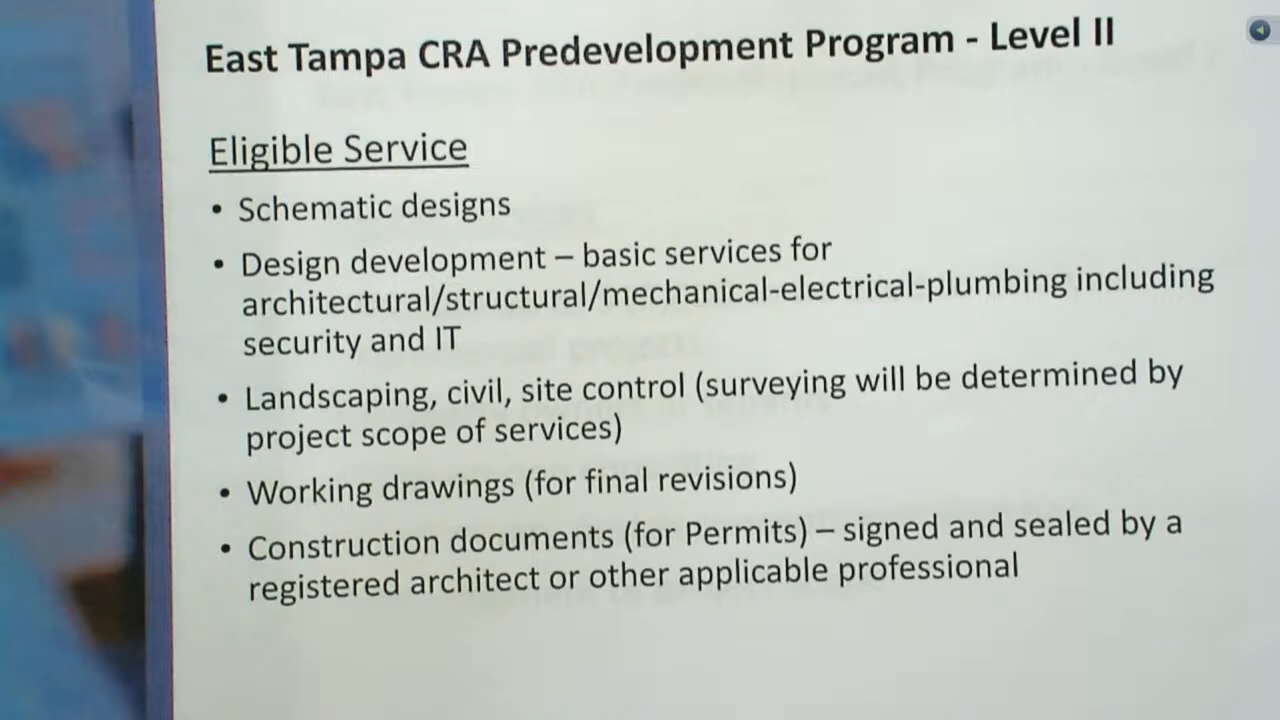 East Tampa CRA Predevelopment Program - Level II
Eligible Service
• Schematic designs
• Design development – basic services for
architectural/structural/mechanical-electrical-plumbing including
security and IT
• Landscaping, civil, site control (surveying will be determined by
project scope of services)
• Working drawings (for final revisions)
• Construction documents (for Permits) – signed and sealed by a
registered architect or other applicable professional